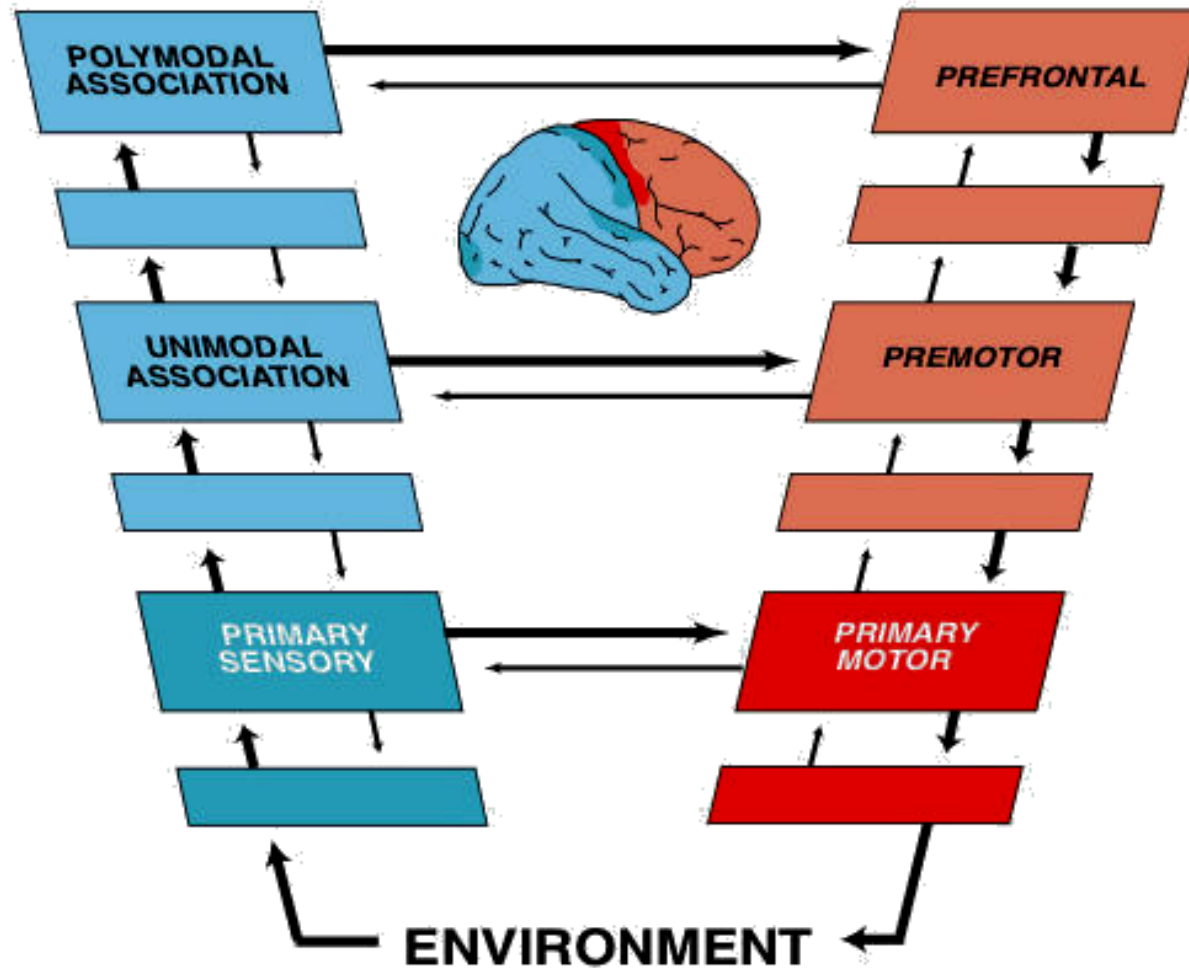 POLYMODAL
ASSOCIATION
PREFRONTAL
UNIMODAL
ASSOCIATION
PREMOTOR
PRIMARY
SENSORY
PRIMARY
MOTOR
ENVIRONMENT